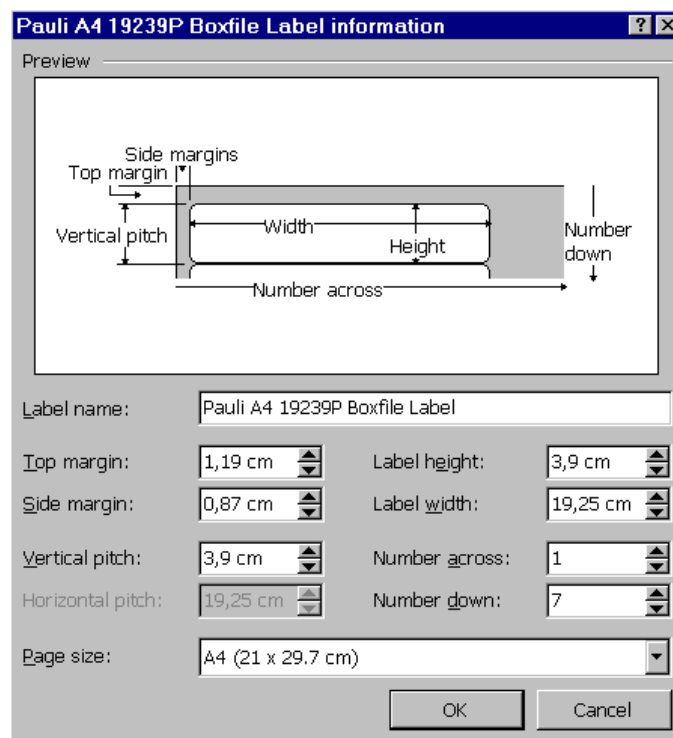 Pauli A4 19239P Boxfile Label information
Preview
Side margins
Top margin
Width
Vertical pitch
Height
Number down
Number across
Label name: Pauli A4 19239P Boxfile Label
Top margin: 1,19 cm Label height: 3,9 cm
Side margin: 0,87 cm Label width: 19,25 cm
Vertical pitch: 3,9 cm Number across: 1
Horizontal pitch: 19,25 cm Number down: 7
Page size: A4 (21 x 29.7 cm)
OK Cancel